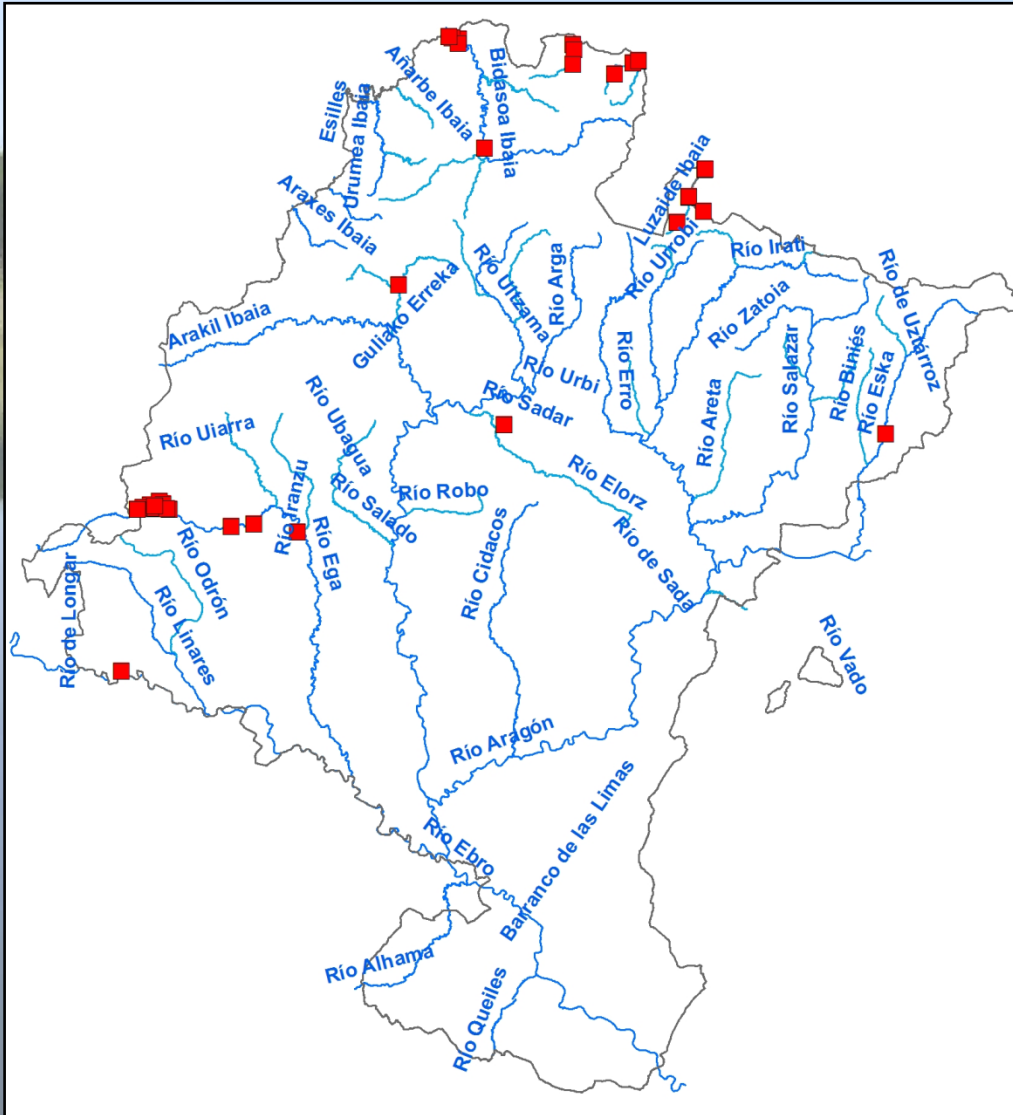 Esilles
Urumea Ibaia
Añarbe Ibaia
Bidasoa Ibaia
Araxes Ibaia
Luzaide Ibaia
Río Urrobi
Río Irati
Río de Uztárroz
Río Zatoia
Río Arga
Río Ultzama
Guliako Erreka
Arakil Ibaia
Río Urbi
Río Erro
Río Salazar
Río Biniés
Río Eska
Río Areta
Río Sadar
Río Ubagua
Río Uiarra
Río Iranzu
Río Salado
Río Robo
Río Elorz
Río Cidacos
Río de Sada
Río Ega
Río Odrón
Río de Longar
Río Linares
Río Vado
Río Aragón
Barranco de las Limas
Río Ebro
Río Alhama
Río Queiles